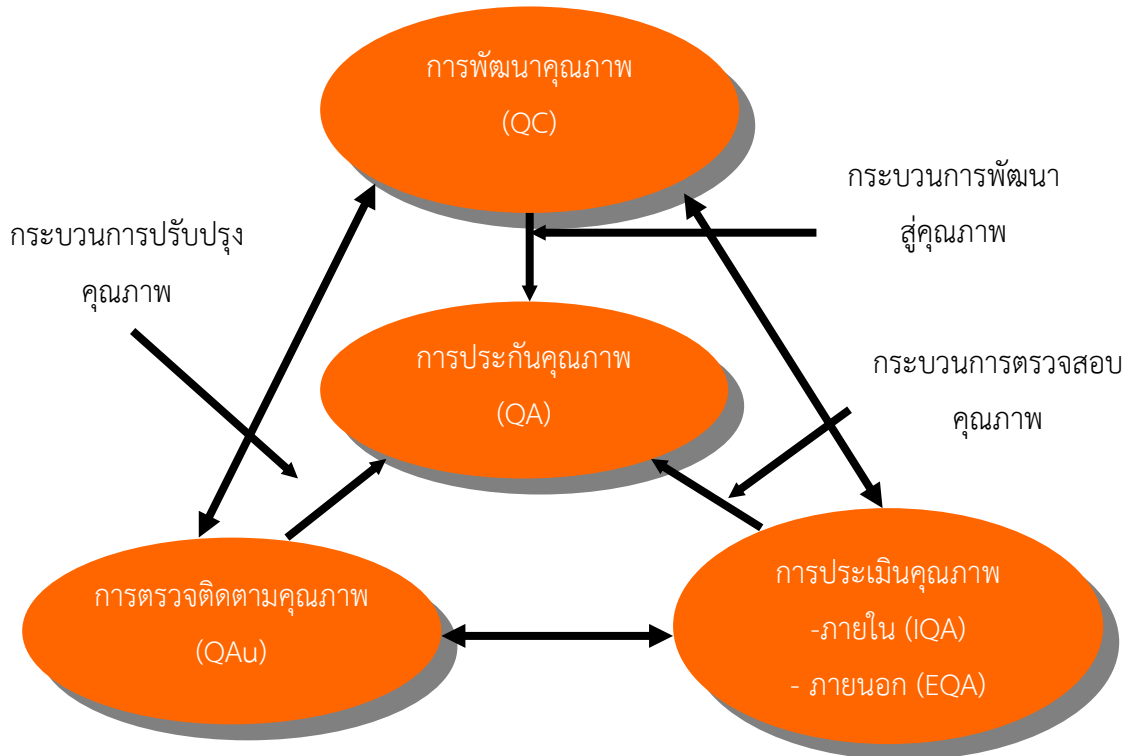 การพัฒนาคุณภาพ
(QC)
กระบวนการพัฒนา
สู่คุณภาพ
กระบวนการปรับปรุง
คุณภาพ
การประกันคุณภาพ
(QA)
กระบวนการตรวจสอบ
คุณภาพ
การตรวจติดตามคุณภาพ
(QAu)
การประเมินคุณภาพ
-ภายใน (IQA)
- ภายนอก (EQA)